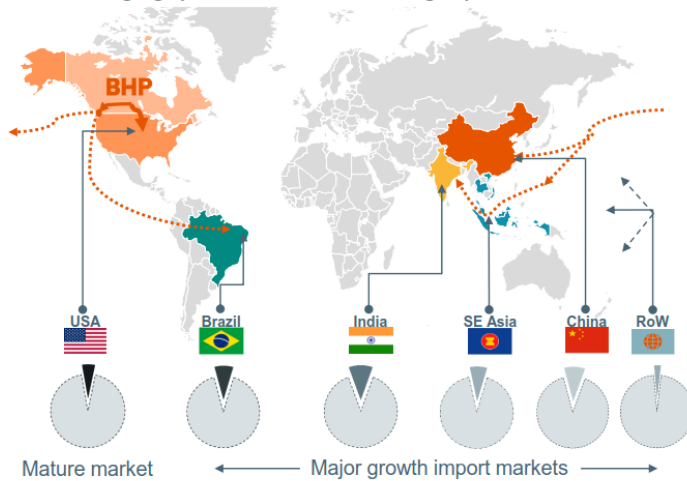 BHP
USA
Brazil
India
SE Asia
China
RoW
Mature market
Major growth import markets